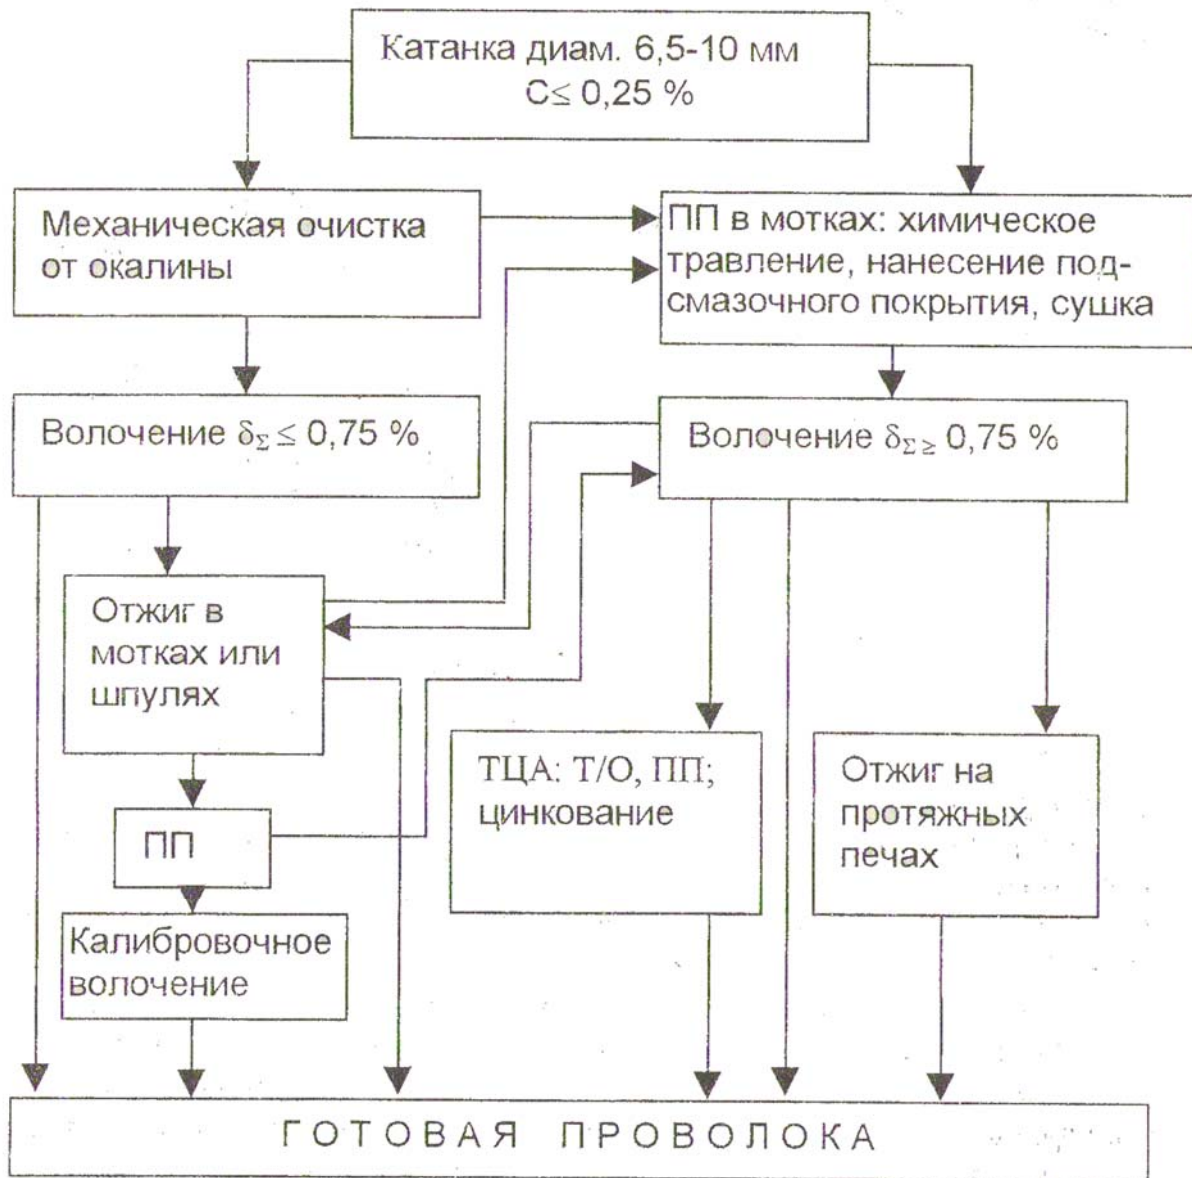 Катанка диам. 6,5-10 мм
С≤ 0,25 %
Механическая очистка
от окалины
ПП в мотках: химическое
травление, нанесение под-
смазочного покрытия, сушка
Волочение δΣ ≤ 0,75 %
Волочение δΣ ≥ 0,75 %
Отжиг в
мотках или
шпулях
ТЦА: Т/О, ПП;
цинкование
Отжиг на
протяжных
печах
ПП
Калибровочное
волочение
ГОТОВАЯ ПРОВОЛОКА